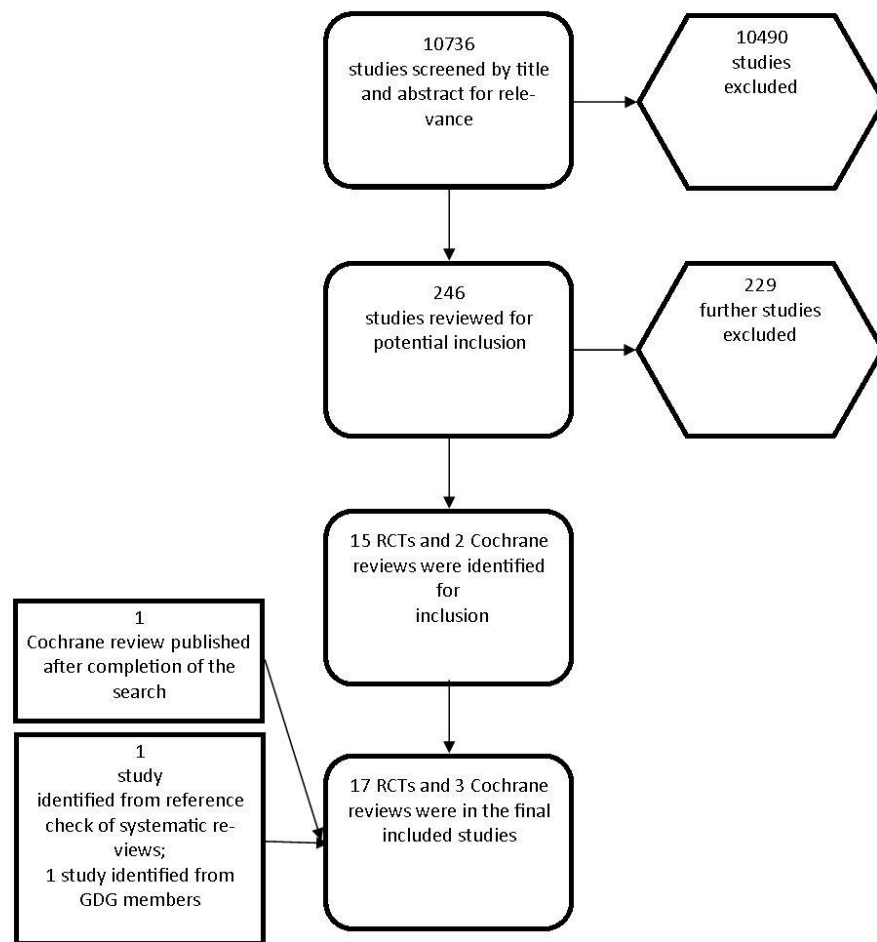 10736
studies screened by title
and abstract for rele-
vance
10490
studies
excluded
246
studies reviewed for
potential inclusion
229
further studies
excluded
15 RCTs and 2 Cochrane
reviews were identified
for
inclusion
1
Cochrane review published
after completion of the
search
1
study
identified from reference
check of systematic re-
views;
1 study identified from
GDG members
17 RCTs and 3 Cochrane
reviews were in the final
included studies